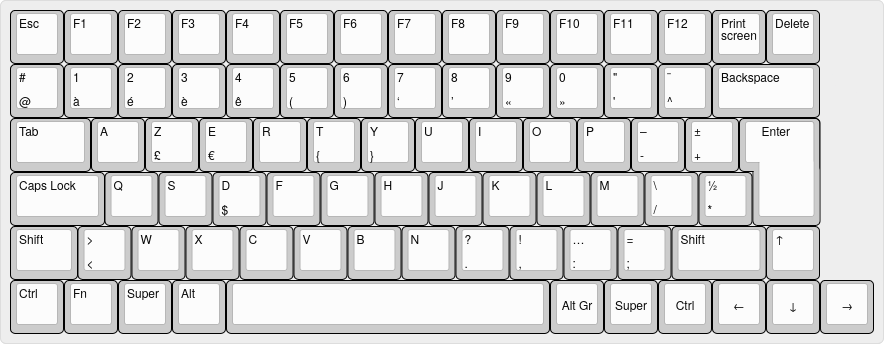 Esc F1 F2 F3 F4 F5 F6 F7 F8 F9 F10 F11 F12 Print Delete
screen
# 1 2 3 4 5 6 7 8 9 0 " ¨ Backspace
@ à é è ê ( ) ‘ ’ « » ' ^
Tab A Z E R T Y U I O P – ± Enter
£ € { } - +
Caps Lock Q S D F G H J K L M \ ½
$ / *
Shift > W X C V B N ? ! … = Shift ↑
< . , : ;
Ctrl Fn Super Alt
Alt Gr Super Ctrl ← ↓ →